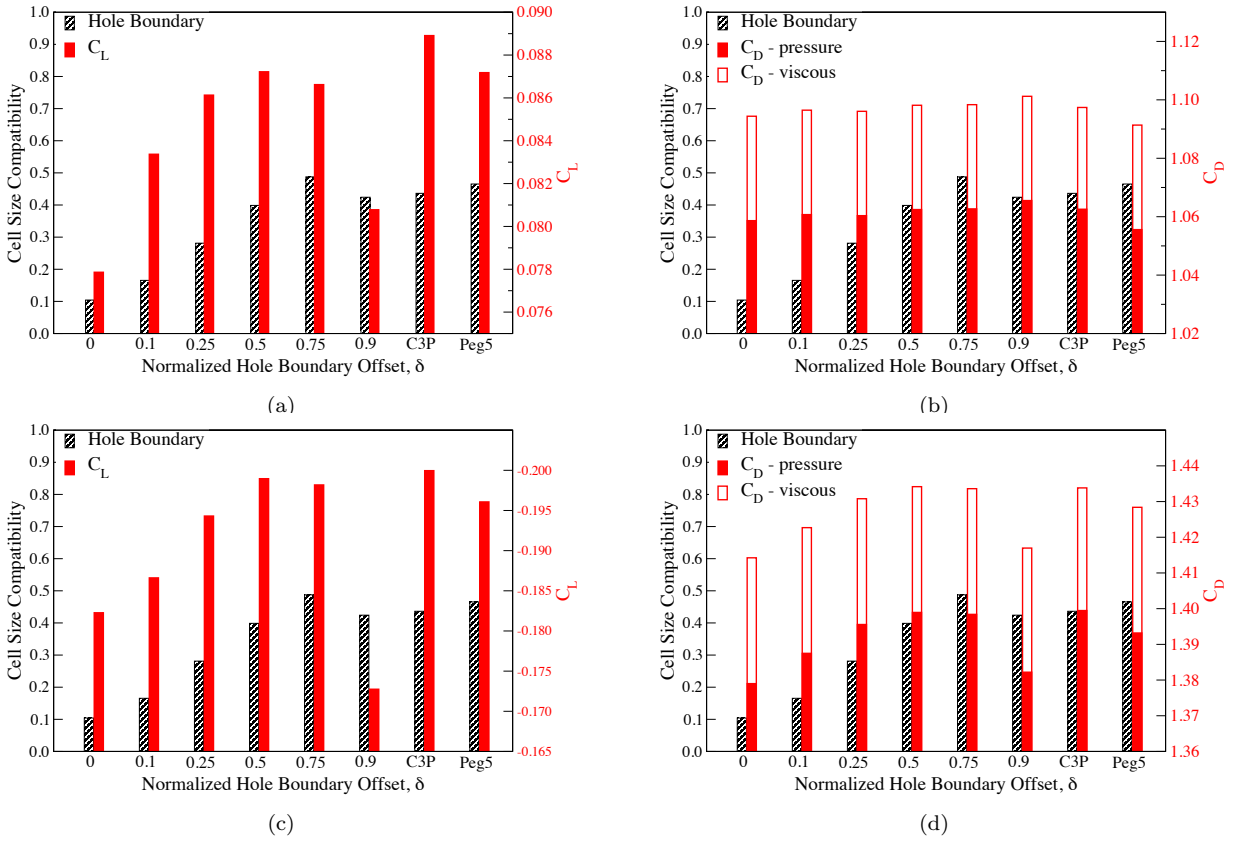 1.0
0.9
0.8
0.7
0.6
0.5
0.4
0.3
0.2
0.1
0.0
Cell Size Compatibility
Hole Boundary
C_L
0.090
0.088
0.086
0.084
0.082
0.080
0.078
0.076
C_L
0 0.1 0.25 0.5 0.75 0.9 C3P Peg5
Normalized Hole Boundary Offset, δ
(a)
1.0
0.9
0.8
0.7
0.6
0.5
0.4
0.3
0.2
0.1
0.0
Cell Size Compatibility
Hole Boundary
C_D - pressure
C_D - viscous
1.12
1.10
1.08
1.06
1.04
1.02
C_D
0 0.1 0.25 0.5 0.75 0.9 C3P Peg5
Normalized Hole Boundary Offset, δ
(b)
1.0
0.9
0.8
0.7
0.6
0.5
0.4
0.3
0.2
0.1
0.0
Cell Size Compatibility
Hole Boundary
C_L
-0.200
-0.195
-0.190
-0.185
-0.180
-0.175
-0.170
-0.165
C_L
0 0.1 0.25 0.5 0.75 0.9 C3P Peg5
Normalized Hole Boundary Offset, δ
(c)
1.0
0.9
0.8
0.7
0.6
0.5
0.4
0.3
0.2
0.1
0.0
Cell Size Compatibility
Hole Boundary
C_D - pressure
C_D - viscous
1.44
1.43
1.42
1.41
1.40
1.39
1.38
1.37
1.36
C_D
0 0.1 0.25 0.5 0.75 0.9 C3P Peg5
Normalized Hole Boundary Offset, δ
(d)